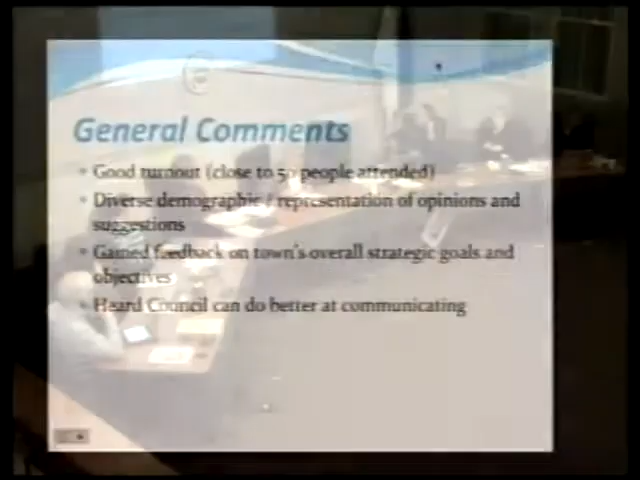 General Comments
Good turnout (close to 50 people attended)
Diverse demographic / representation of opinions and
suggestions
Gained feedback on town's overall strategic goals and
objectives
Heard Council can do better at communicating